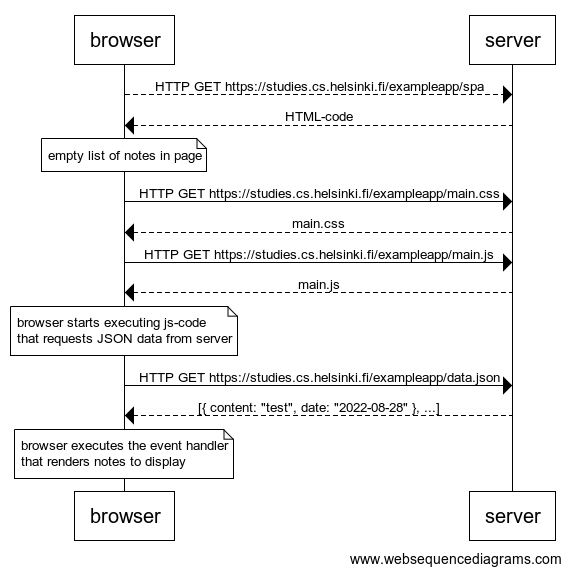 browser
server
HTTP GET https://studies.cs.helsinki.fi/exampleapp/spa
HTML-code
empty list of notes in page
HTTP GET https://studies.cs.helsinki.fi/exampleapp/main.css
main.css
HTTP GET https://studies.cs.helsinki.fi/exampleapp/main.js
main.js
browser starts executing js-code
that requests JSON data from server
HTTP GET https://studies.cs.helsinki.fi/exampleapp/data.json
[{ content: "test", date: "2022-08-28" }, ...]
browser executes the event handler
that renders notes to display
browser
server
www.websequencediagrams.com